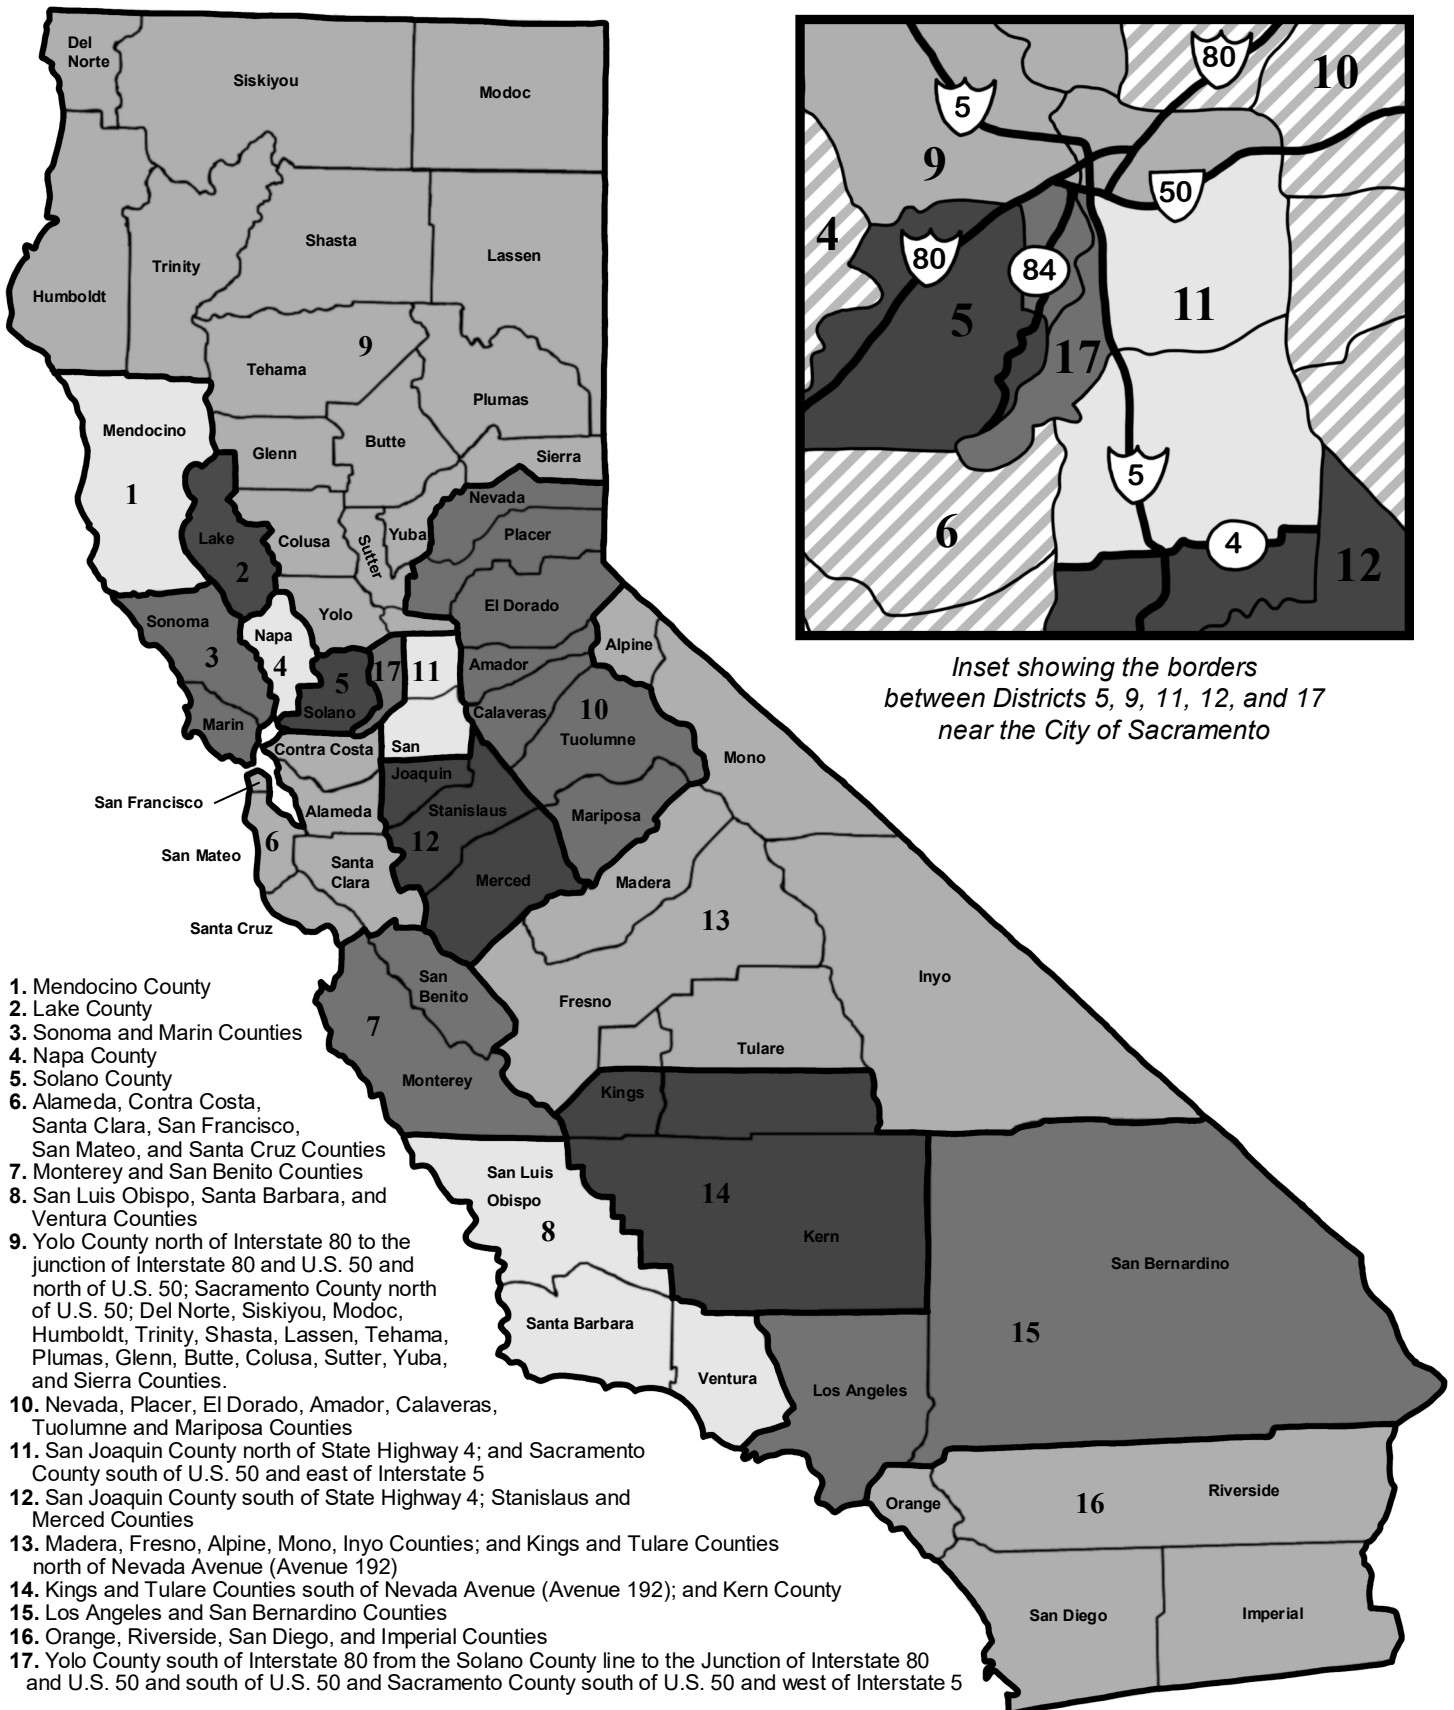 Del
Norte
Siskiyou
Modoc
Humboldt
Trinity
Shasta
Lassen
9
Tehama
Plumas
Mendocino
Butte
Glenn
Sierra
1
Nevada
Lake
Colusa
Sutter
Yuba
Placer
2
El Dorado
Sonoma
Yolo
Napa
Alpine
3
4
5
17
11
Amador
Solano
Marin
Calaveras
10
Tuolumne
Contra Costa
San
Joaquin
Mono
San Francisco
Alameda
Stanislaus
Mariposa
6
12
San Mateo
Santa
Clara
Merced
Madera
13
Santa Cruz
San
Benito
Inyo
Fresno
7
Tulare
Monterey
Kings
San Luis
Obispo
14
8
Kern
San Bernardino
Santa Barbara
15
Ventura
Los Angeles
Orange
16
Riverside
San Diego
Imperial
80
10
5
9
50
4
80
84
5
11
17
5
6
4
12
Inset showing the borders
between Districts 5, 9, 11, 12, and 17
near the City of Sacramento
1. Mendocino County
2. Lake County
3. Sonoma and Marin Counties
4. Napa County
5. Solano County
6. Alameda, Contra Costa,
Santa Clara, San Francisco,
San Mateo, and Santa Cruz Counties
7. Monterey and San Benito Counties
8. San Luis Obispo, Santa Barbara, and
Ventura Counties
9. Yolo County north of Interstate 80 to the
junction of Interstate 80 and U.S. 50 and
north of U.S. 50; Sacramento County north
of U.S. 50; Del Norte, Siskiyou, Modoc,
Humboldt, Trinity, Shasta, Lassen, Tehama,
Plumas, Glenn, Butte, Colusa, Sutter, Yuba,
and Sierra Counties.
10. Nevada, Placer, El Dorado, Amador, Calaveras,
Tuolumne and Mariposa Counties
11. San Joaquin County north of State Highway 4; and Sacramento
County south of U.S. 50 and east of Interstate 5
12. San Joaquin County south of State Highway 4; Stanislaus and
Merced Counties
13. Madera, Fresno, Alpine, Mono, Inyo Counties; and Kings and Tulare Counties
north of Nevada Avenue (Avenue 192)
14. Kings and Tulare Counties south of Nevada Avenue (Avenue 192); and Kern County
15. Los Angeles and San Bernardino Counties
16. Orange, Riverside, San Diego, and Imperial Counties
17. Yolo County south of Interstate 80 from the Solano County line to the Junction of Interstate 80
and U.S. 50 and south of U.S. 50 and Sacramento County south of U.S. 50 and west of Interstate 5